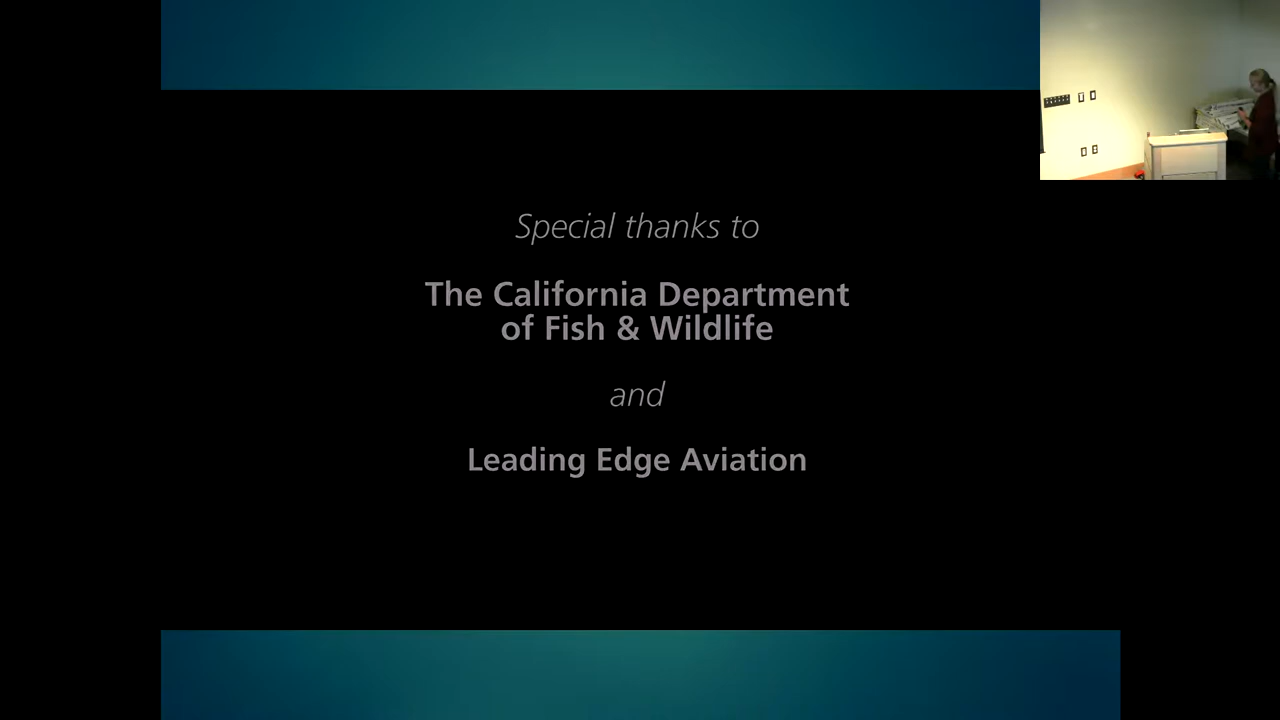 Special thanks to
The California Department
of Fish & Wildlife
and
Leading Edge Aviation